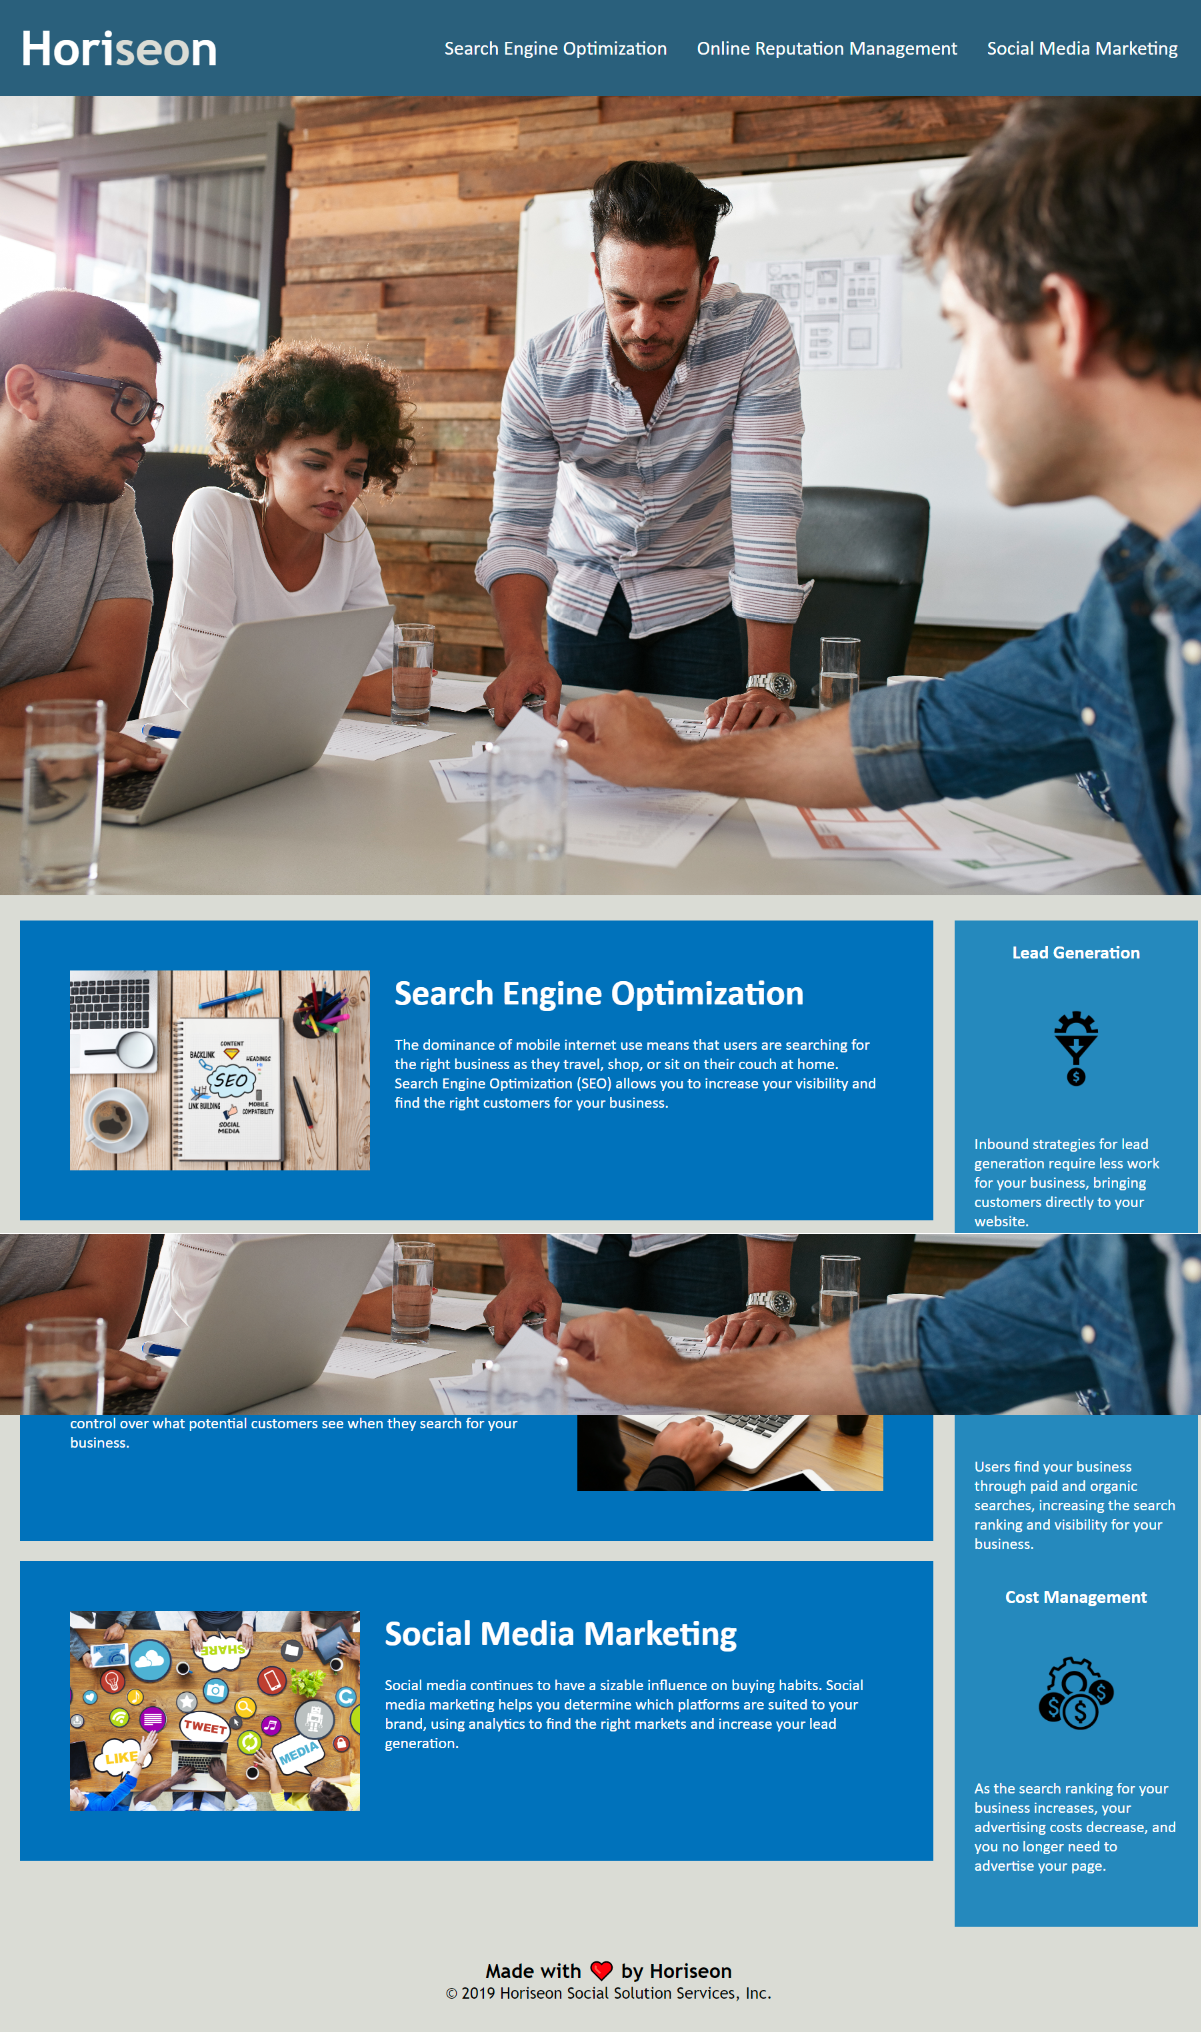 Horiseon
Search Engine Optimization
Online Reputation Management
Social Media Marketing
Search Engine Optimization
The dominance of mobile internet use means that users are searching for
the right business as they travel, shop, or sit on their couch at home.
Search Engine Optimization (SEO) allows you to increase your visibility and
find the right customers for your business.
CONTENT
BACKLINK
HEADINGS
SEO
LINK BUILDING
MOBILE
COMPATIBILITY
SOCIAL
MEDIA
Lead Generation
$
Inbound strategies for lead
generation require less work
for your business, bringing
customers directly to your
website.
control over what potential customers see when they search for your
business.
Users find your business
through paid and organic
searches, increasing the search
ranking and visibility for your
business.
Social Media Marketing
Social media continues to have a sizable influence on buying habits. Social
media marketing helps you determine which platforms are suited to your
brand, using analytics to find the right markets and increase your lead
generation.
SHARE
TWEET
LIKE
MEDIA
Cost Management
$ $ $
As the search ranking for your
business increases, your
advertising costs decrease, and
you no longer need to
advertise your page.
Made with ❤️ by Horiseon
© 2019 Horiseon Social Solution Services, Inc.